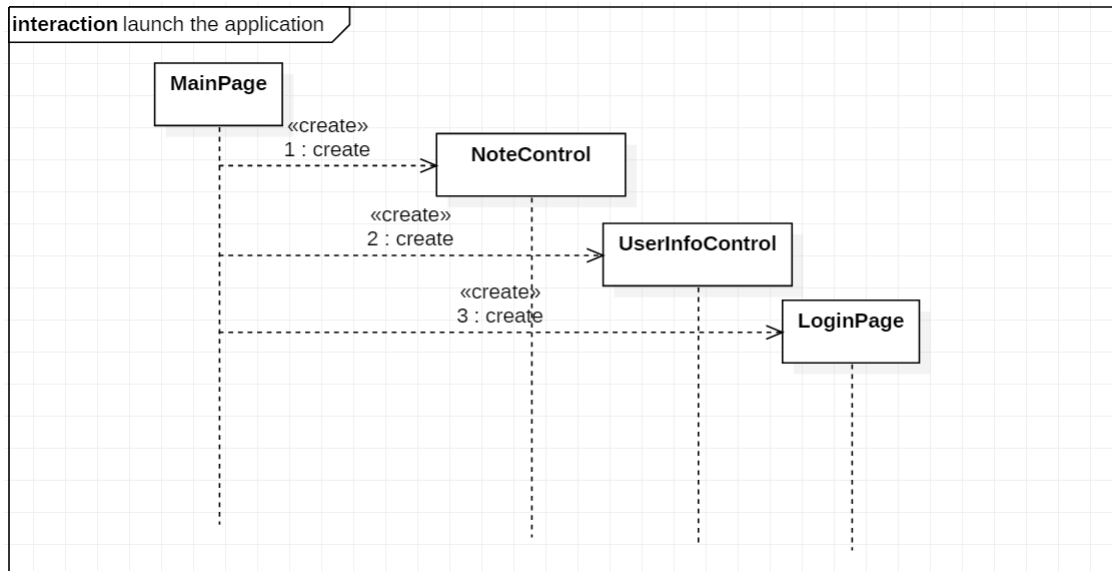 interaction launch the application
MainPage
«create»
1 : create
NoteControl
«create»
2 : create
UserInfoControl
«create»
3 : create
LoginPage